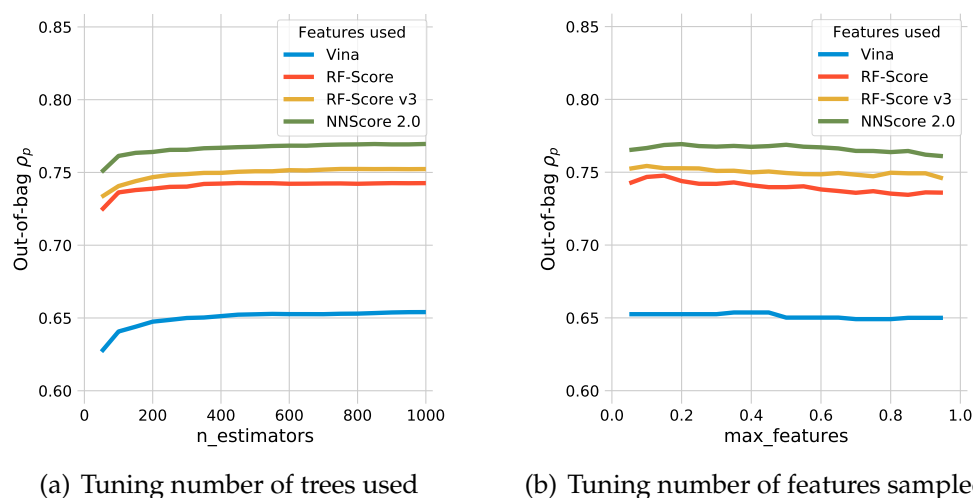 0.85
0.80
0.75
0.70
0.65
0.60
Out-of-bag ρp
Features used
Vina
RF-Score
RF-Score v3
NNScore 2.0
0 200 400 600 800 1000
n_estimators
(a) Tuning number of trees used
0.85
0.80
0.75
0.70
0.65
0.60
Out-of-bag ρp
Features used
Vina
RF-Score
RF-Score v3
NNScore 2.0
0.0 0.2 0.4 0.6 0.8 1.0
max_features
(b) Tuning number of features sample